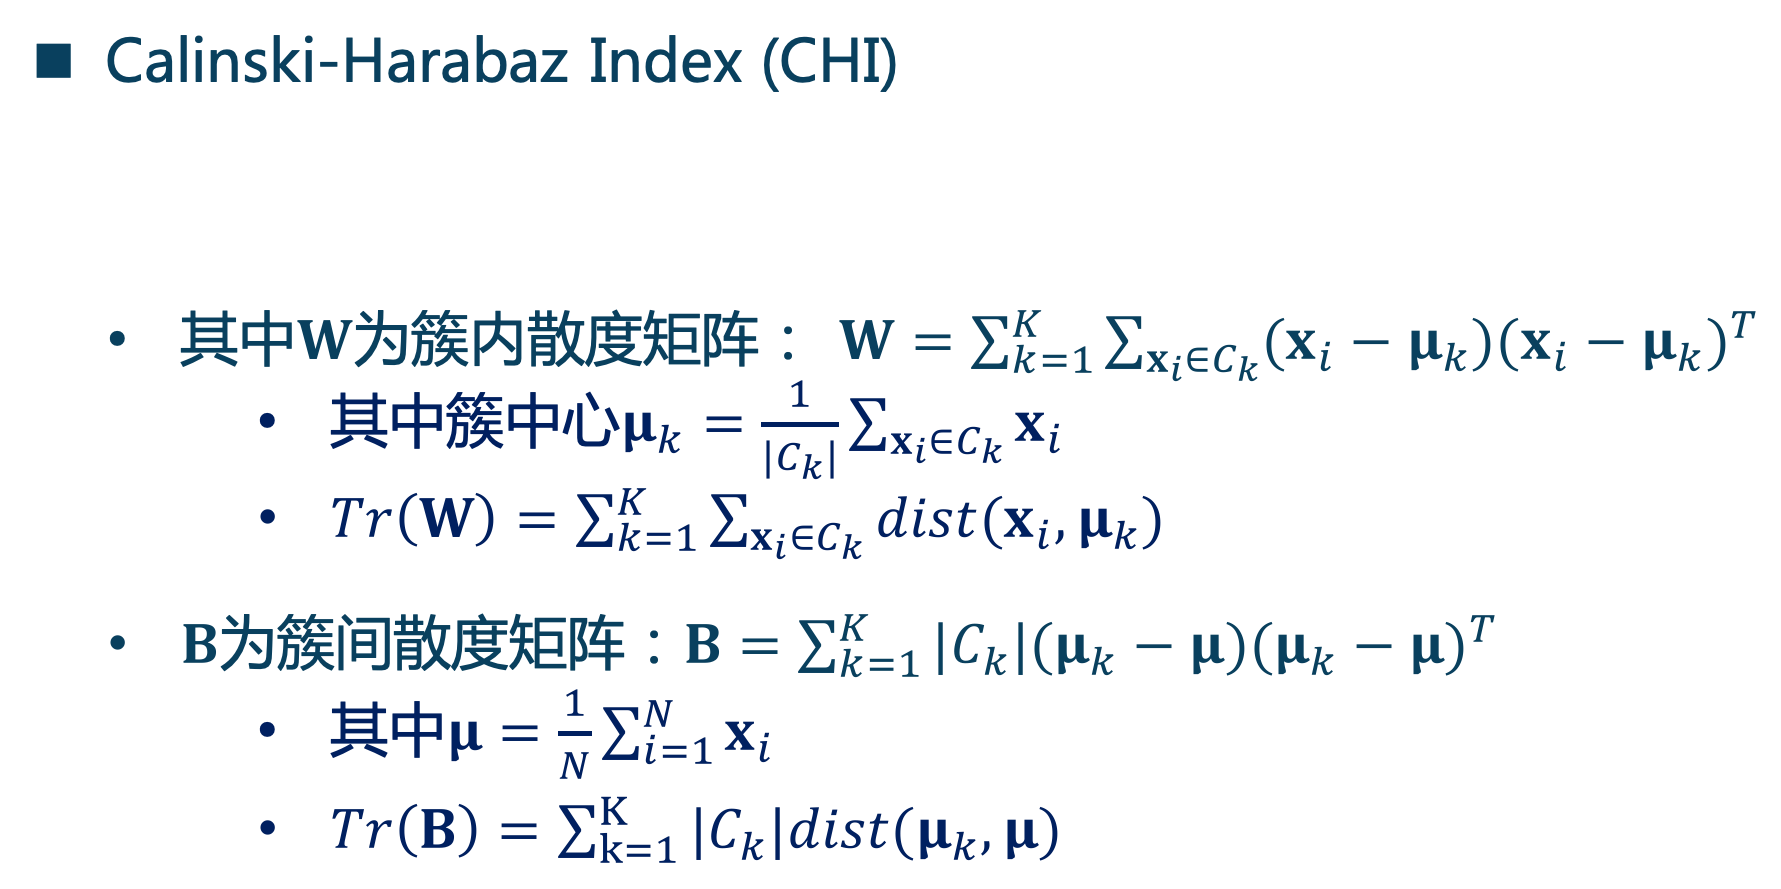 ■ Calinski-Harabaz Index (CHI)
• 其中𝐖为簇内散度矩阵： 𝐖 = ∑_{k=1}^{K} ∑_{𝐱_i∈C_k} (𝐱_i − 𝛍_k)(𝐱_i − 𝛍_k)^T
• 其中簇中心𝛍_k = \frac{1}{|C_k|} ∑_{𝐱_i∈C_k} 𝐱_i
• Tr(𝐖) = ∑_{k=1}^{K} ∑_{𝐱_i∈C_k} dist(𝐱_i, 𝛍_k)
• 𝐁为簇间散度矩阵：𝐁 = ∑_{k=1}^{K} |C_k|(𝛍_k − 𝛍)(𝛍_k − 𝛍)^T
• 其中𝛍 = \frac{1}{N} ∑_{i=1}^{N} 𝐱_i
• Tr(𝐁) = ∑_{k=1}^{K} |C_k|dist(𝛍_k, 𝛍)